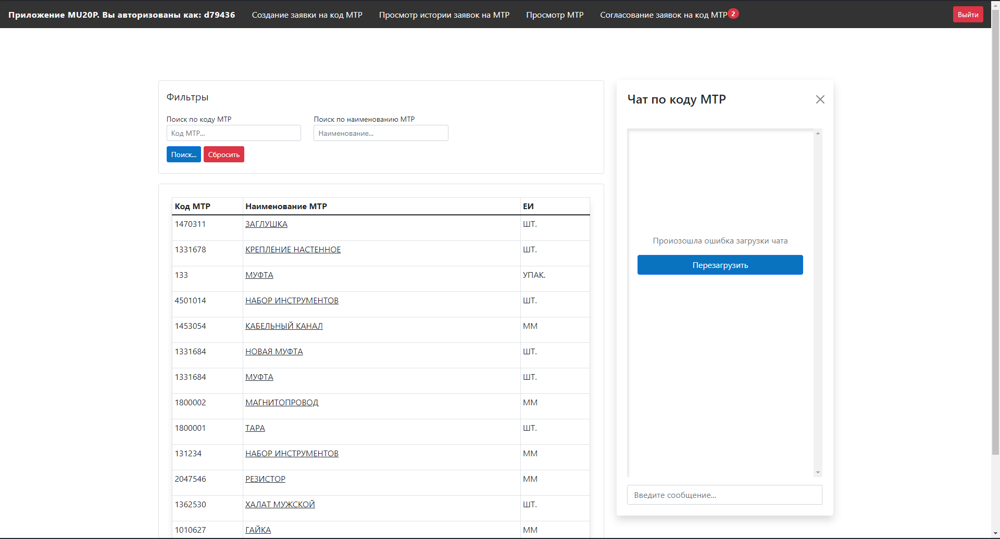 Приложение MU20P. Вы авторизованы как: d79436 Создание заявки на код МТР Просмотр истории заявок на МТР Просмотр МТР Согласование заявок на код МТР 2 Выйти
Фильтры
Поиск по коду МТР Поиск по наименованию МТР
Код МТР... Наименование...
Поиск... Сбросить
Код МТР Наименование МТР ЕИ
1470311 ЗАГЛУШКА ШТ.
1331678 КРЕПЛЕНИЕ НАСТЕННОЕ ШТ.
133 МУФТА УПАК.
4501014 НАБОР ИНСТРУМЕНТОВ ШТ.
1453054 КАБЕЛЬНЫЙ КАНАЛ ММ
1331684 НОВАЯ МУФТА ШТ.
1331684 МУФТА ШТ.
1800002 МАГНИТОПРОВОД ММ
1800001 ТАРА ШТ.
131234 НАБОР ИНСТРУМЕНТОВ ММ
2047546 РЕЗИСТОР ММ
1362530 ХАЛАТ МУЖСКОЙ ШТ.
1010627 ГАЙКА ММ
Чат по коду МТР
Произошла ошибка загрузки чата
Перезагрузить
Введите сообщение...